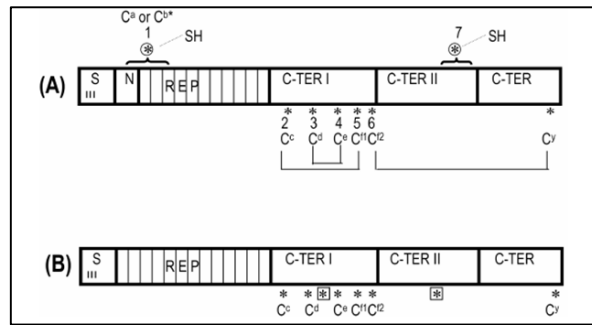 Cᵃ or Cᵇ*
1 SH 7 SH
(A) S III N REP C-TER I C-TER II C-TER
* * * * * *
2 3 4 5 6
Cᶜ Cᵈ Cᵉ Cᶠ¹ Cᶠ² Cʸ
(B) S III REP C-TER I C-TER II C-TER
* * * * * * * *
Cᶜ Cᵈ Cᵉ Cᶠ¹ Cᶠ² Cʸ